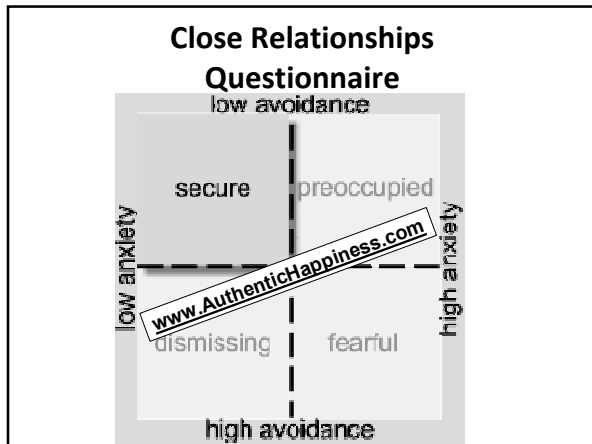 Close Relationships
Questionnaire
low avoidance
secure
preoccupied
low anxiety
high anxiety
www.AuthenticHappiness.com
dismissing
fearful
high avoidance